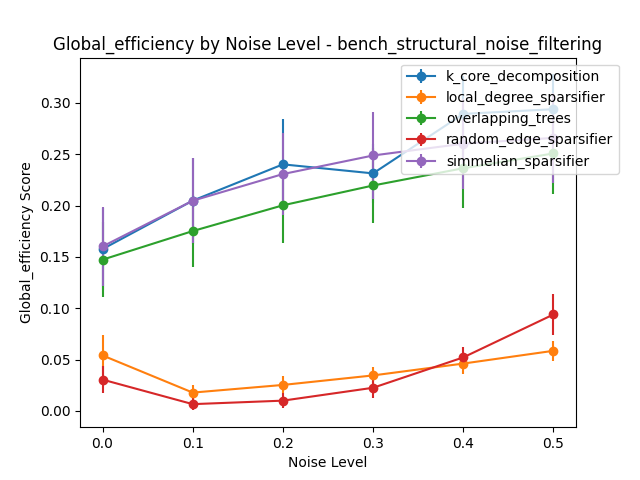 Global_efficiency by Noise Level - bench_structural_noise_filtering
Global_efficiency Score
0.30
0.25
0.20
0.15
0.10
0.05
0.00
k_core_decomposition
local_degree_sparsifier
overlapping_trees
random_edge_sparsifier
simmelian_sparsifier
0.0 0.1 0.2 0.3 0.4 0.5
Noise Level